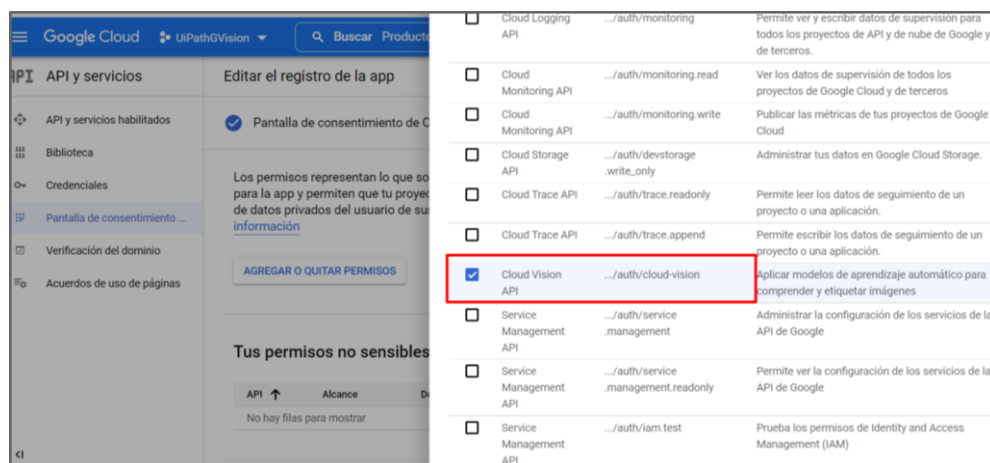 Google Cloud
UiPathGVision
Buscar Producto
API
API y servicios
API y servicios habilitados
Biblioteca
Credenciales
Pantalla de consentimiento ...
Verificación del dominio
Acuerdos de uso de páginas
Editar el registro de la app
Pantalla de consentimiento de
Los permisos representan lo que
para la app y permiten que tu
de datos privados del usuario de
información
AGREGAR O QUITAR PERMISOS
Tus permisos no sensibles
API
Alcance
No hay filas para mostrar
Cloud Logging
API
.../auth/monitoring
Permite ver y escribir datos de supervisión para
todos los proyectos de API y de nube de Google y
de terceros.
Cloud
Monitoring API
.../auth/monitoring.read
Ver los datos de supervisión de todos los
proyectos de Google Cloud y de terceros
Cloud
Monitoring API
.../auth/monitoring.write
Publicar las métricas de tus proyectos de Google
Cloud
Cloud Storage
API
.../auth/devstorage
.write_only
Administrar tus datos en Google Cloud Storage.
Cloud Trace API
.../auth/trace.readonly
Permite leer los datos de seguimiento de un
proyecto o una aplicación.
Cloud Trace API
.../auth/trace.append
Permite escribir los datos de seguimiento de un
proyecto o una aplicación.
Cloud Vision
API
.../auth/cloud-vision
Aplicar modelos de aprendizaje automático para
comprender y etiquetar imágenes
Service
Management
API
.../auth/service
.management
Administrar la configuración de los servicios de la
API de Google
Service
Management
API
.../auth/service
.management.readonly
Permite ver la configuración de los servicios de la
API de Google
Service
Management
API
.../auth/iam.test
Prueba los permisos de Identity and Access
Management (IAM)